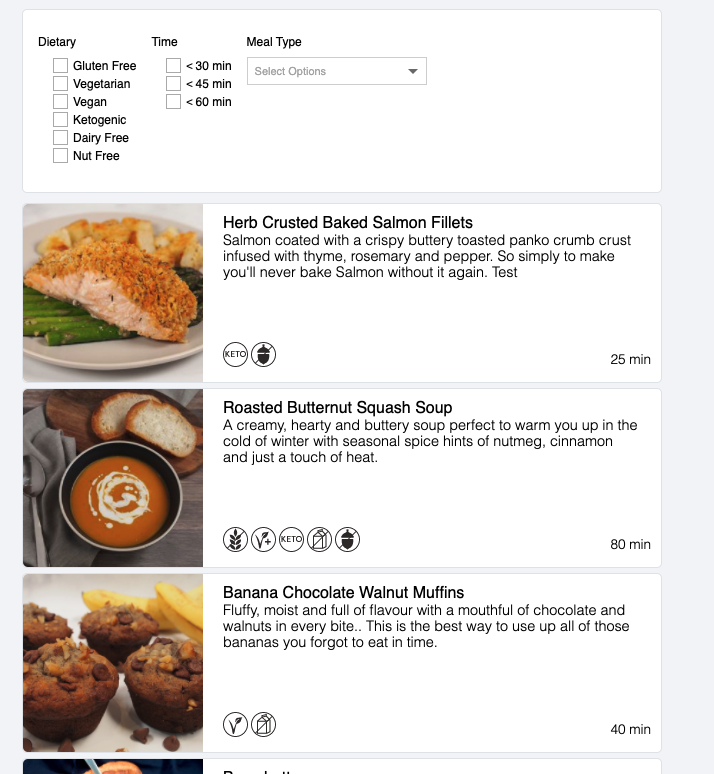 Dietary
Gluten Free
Vegetarian
Vegan
Ketogenic
Dairy Free
Nut Free
Time
< 30 min
< 45 min
< 60 min
Meal Type
Select Options
Herb Crusted Baked Salmon Fillets
Salmon coated with a crispy buttery toasted panko crumb crust
infused with thyme, rosemary and pepper. So simply to make
you'll never bake Salmon without it again. Test
KETO
25 min
Roasted Butternut Squash Soup
A creamy, hearty and buttery soup perfect to warm you up in the
cold of winter with seasonal spice hints of nutmeg, cinnamon
and just a touch of heat.
KETO
80 min
Banana Chocolate Walnut Muffins
Fluffy, moist and full of flavour with a mouthful of chocolate and
walnuts in every bite.. This is the best way to use up all of those
bananas you forgot to eat in time.
40 min